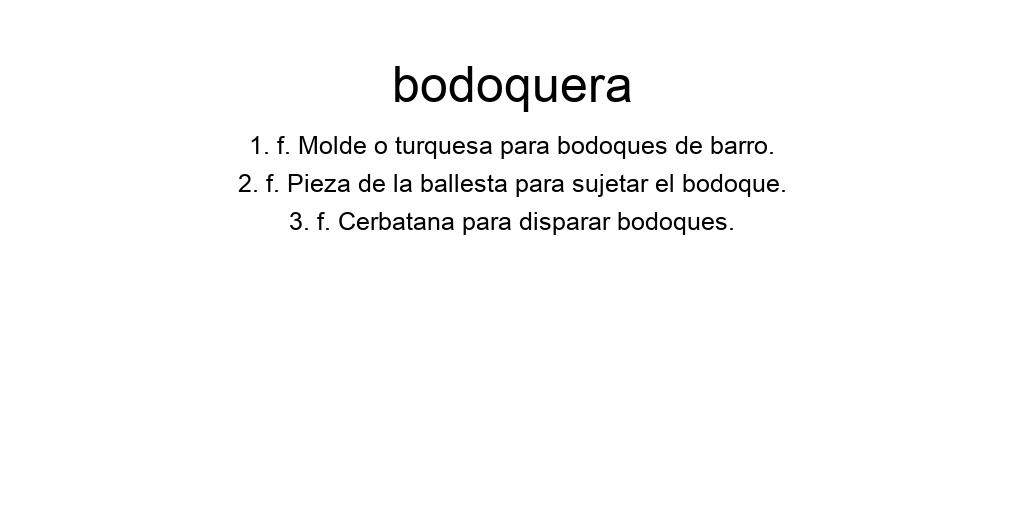 bodoquera
1. f. Molde o turquesa para bodoques de barro.
2. f. Pieza de la ballesta para sujetar el bodoque.
3. f. Cerbatana para disparar bodoques.